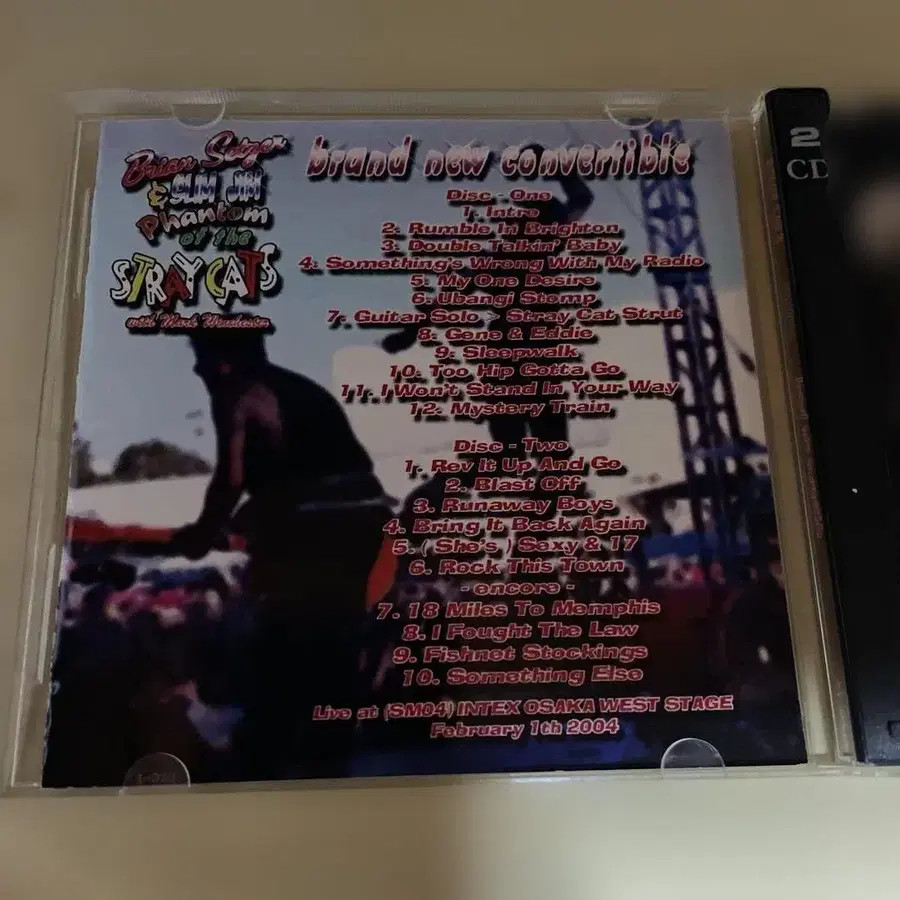 Brian Setzer
& SLIM JIM
Phantom
of the
STRAY CATS
with Mark Winchester
brand new convertible
Disc - One
1. Intro
2. Rumble In Brighton
3. Double Talkin' Baby
4. Something's Wrong With My Radio
5. My One Desire
6. Ubangi Stomp
7. Guitar Solo > Stray Cat Strut
8. Gene & Eddie
9. Sleepwalk
10. Too Hip Gotta Go
11. I Won't Stand In Your Way
12. Mystery Train
Disc - Two
1. Rev It Up And Go
2. Blast Off
3. Runaway Boys
4. Bring It Back Again
5. ( She's ) Sexy & 17
6. Rock This Town
- encore -
7. 18 Miles To Memphis
8. I Fought The Law
9. Fishnet Stockings
10. Something Else
Live at (SM04) INTEX OSAKA WEST STAGE
February 1th 2004
2
CD